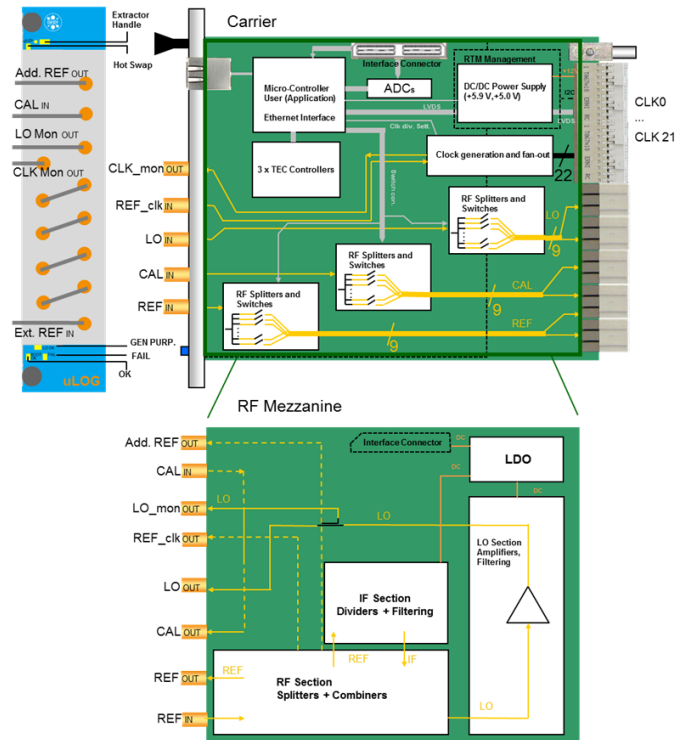 Extractor
Handle
Hot Swap
Add. REF OUT
CAL IN
LO Mon OUT
CLK Mon OUT
Ext. REF IN
GEN PURP.
FAIL
OK
uLOG
Carrier
Interface Connector
RTM Management
Micro-Controller
User (Application)
Ethernet Interface
ADCs
DC/DC Power Supply
(+5.9 V,+5.0 V)
+12V
I2C
LVDS
LVDS
Clk div. Sett.
3 x TEC Controllers
Clock generation and fan-out
22
CLK0
...
CLK 21
CLK_mon OUT
REF_clk IN
LO IN
CAL IN
REF IN
Switch con.
RF Splitters and
Switches
LO
9
RF Splitters and
Switches
CAL
9
RF Splitters and
Switches
REF
9
RF Mezzanine
Add. REF OUT
CAL IN
LO_mon OUT
REF_clk OUT
LO OUT
CAL OUT
REF OUT
REF IN
Interface Connector
DC
LDO
DC
DC
LO
LO
LO Section
Amplifiers,
Filtering
IF Section
Dividers + Filtering
REF
IF
REF
RF Section
Splitters + Combiners
LO